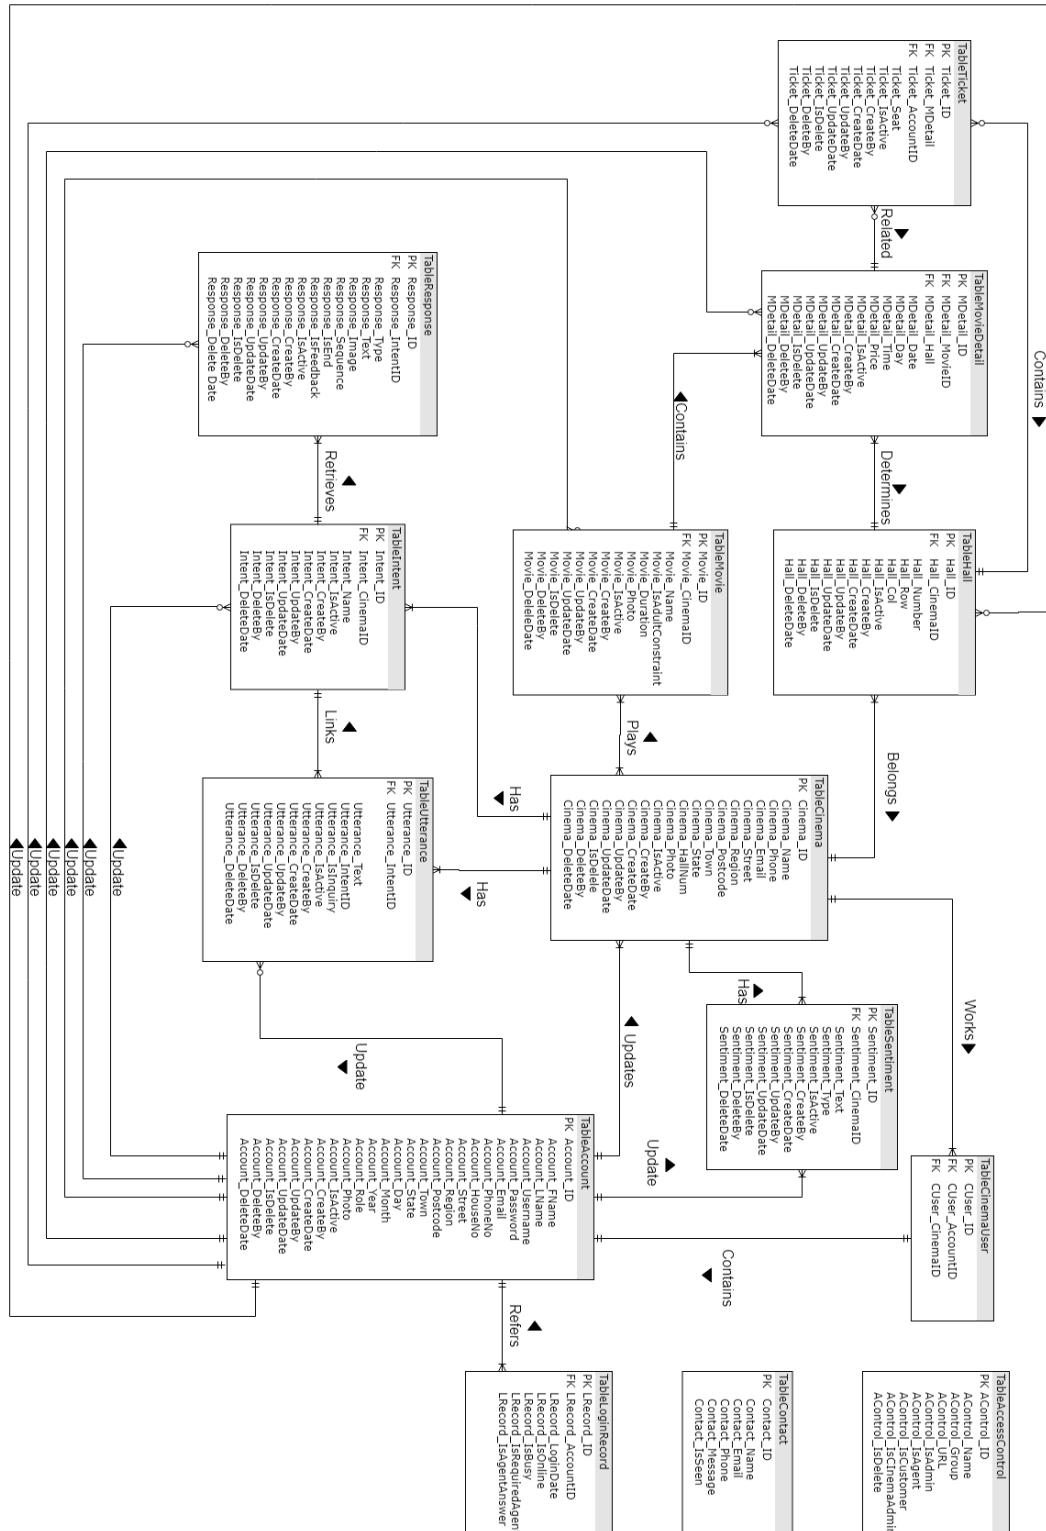 TableTicket
PK Ticket_ID
FK Ticket_MDetail
FK Ticket_AccountID
Ticket_Seat
Ticket_IsActive
Ticket_CreateBy
Ticket_CreateDate
Ticket_UpdateBy
Ticket_UpdateDate
Ticket_IsDelete
Ticket_DeleteBy
Ticket_DeleteDate
Related
TableMovieDetail
PK MDetail_ID
FK MDetail_MovieID
FK MDetail_Hall
MDetail_Date
MDetail_Day
MDetail_Time
MDetail_Price
MDetail_IsActive
MDetail_CreateBy
MDetail_CreateDate
MDetail_UpdateBy
MDetail_UpdateDate
MDetail_IsDelete
MDetail_DeleteBy
MDetail_DeleteDate
Contains
Contains
Determines
TableResponse
PK Response_ID
FK Response_IntentID
Response_Type
Response_Text
Response_Image
Response_Sequence
Response_IsEnd
Response_IsFeedback
Response_IsActive
Response_CreateBy
Response_CreateDate
Response_UpdateBy
Response_UpdateDate
Response_IsDelete
Response_DeleteBy
Response_Delete Date
Retrieves
TableHall
PK Hall_ID
FK Hall_CinemaID
Hall_Number
Hall_Row
Hall_Col
Hall_IsActive
Hall_CreateBy
Hall_CreateDate
Hall_UpdateBy
Hall_UpdateDate
Hall_IsDelete
Hall_DeleteBy
Hall_DeleteDate
Belongs
TableMovie
PK Movie_ID
FK Movie_CinemaID
Movie_Name
Movie_IsAdultConstraint
Movie_Duration
Movie_Photo
Movie_IsActive
Movie_CreateBy
Movie_CreateDate
Movie_UpdateBy
Movie_UpdateDate
Movie_IsDelete
Movie_DeleteBy
Movie_DeleteDate
Plays
TableIntent
PK Intent_ID
FK Intent_CinemaID
Intent_Name
Intent_IsActive
Intent_CreateBy
Intent_CreateDate
Intent_UpdateBy
Intent_UpdateDate
Intent_IsDelete
Intent_DeleteBy
Intent_DeleteDate
Links
Has
TableCinema
PK Cinema_ID
Cinema_Name
Cinema_Phone
Cinema_Email
Cinema_Street
Cinema_Region
Cinema_Postcode
Cinema_Town
Cinema_State
Cinema_HallNum
Cinema_Photo
Cinema_IsActive
Cinema_CreateBy
Cinema_CreateDate
Cinema_UpdateBy
Cinema_UpdateDate
Cinema_IsDelele
Cinema_DeleteBy
Cinema_DeleteDate
TableUtterance
PK Utterance_ID
FK Utterance_IntentID
Utterance_Text
Utterance_IntentID
Utterance_IsInquiry
Utterance_IsActive
Utterance_CreateBy
Utterance_CreateDate
Utterance_UpdateBy
Utterance_UpdateDate
Utterance_IsDelete
Utterance_DeleteBy
Utterance_DeleteDate
Has
Update
Update
Update
Update
Update
Update
Works
Has
TableSentiment
PK Sentiment_ID
FK Sentiment_CinemaID
Sentiment_Text
Sentiment_Type
Sentiment_IsActive
Sentiment_CreateBy
Sentiment_CreateDate
Sentiment_UpdateBy
Sentiment_UpdateDate
Sentiment_IsDelete
Sentiment_DeleteBy
Sentiment_DeleteDate
Updates
Update
Update
TableAccount
PK Account_ID
Account_FName
Account_LName
Account_Username
Account_Password
Account_Email
Account_PhoneNo
Account_HouseNo
Account_Street
Account_Region
Account_Postcode
Account_Town
Account_State
Account_Day
Account_Month
Account_Year
Account_Role
Account_Photo
Account_IsActive
Account_CreateBy
Account_CreateDate
Account_UpdateBy
Account_UpdateDate
Account_IsDelete
Account_DeleteBy
Account_DeleteDate
TableCinemaUser
PK CUser_ID
FK CUser_AccountID
FK CUser_CinemaID
Contains
Refers
TableLoginRecord
PK LRecord_ID
FK LRecord_AccountID
LRecord_LoginDate
LRecord_IsOnline
LRecord_IsBusy
LRecord_IsRequiredAgent
LRecord_IsAgentAnswer
TableContact
PK Contact_ID
Contact_Name
Contact_Email
Contact_Phone
Contact_Message
Contact_IsSeen
TableAccessControl
PK AControl_ID
AControl_Name
AControl_Group
AControl_URL
AControl_IsAdmin
AControl_IsAgent
AControl_IsCustomer
AControl_IsCInemaAdmin
AControl_IsDelete